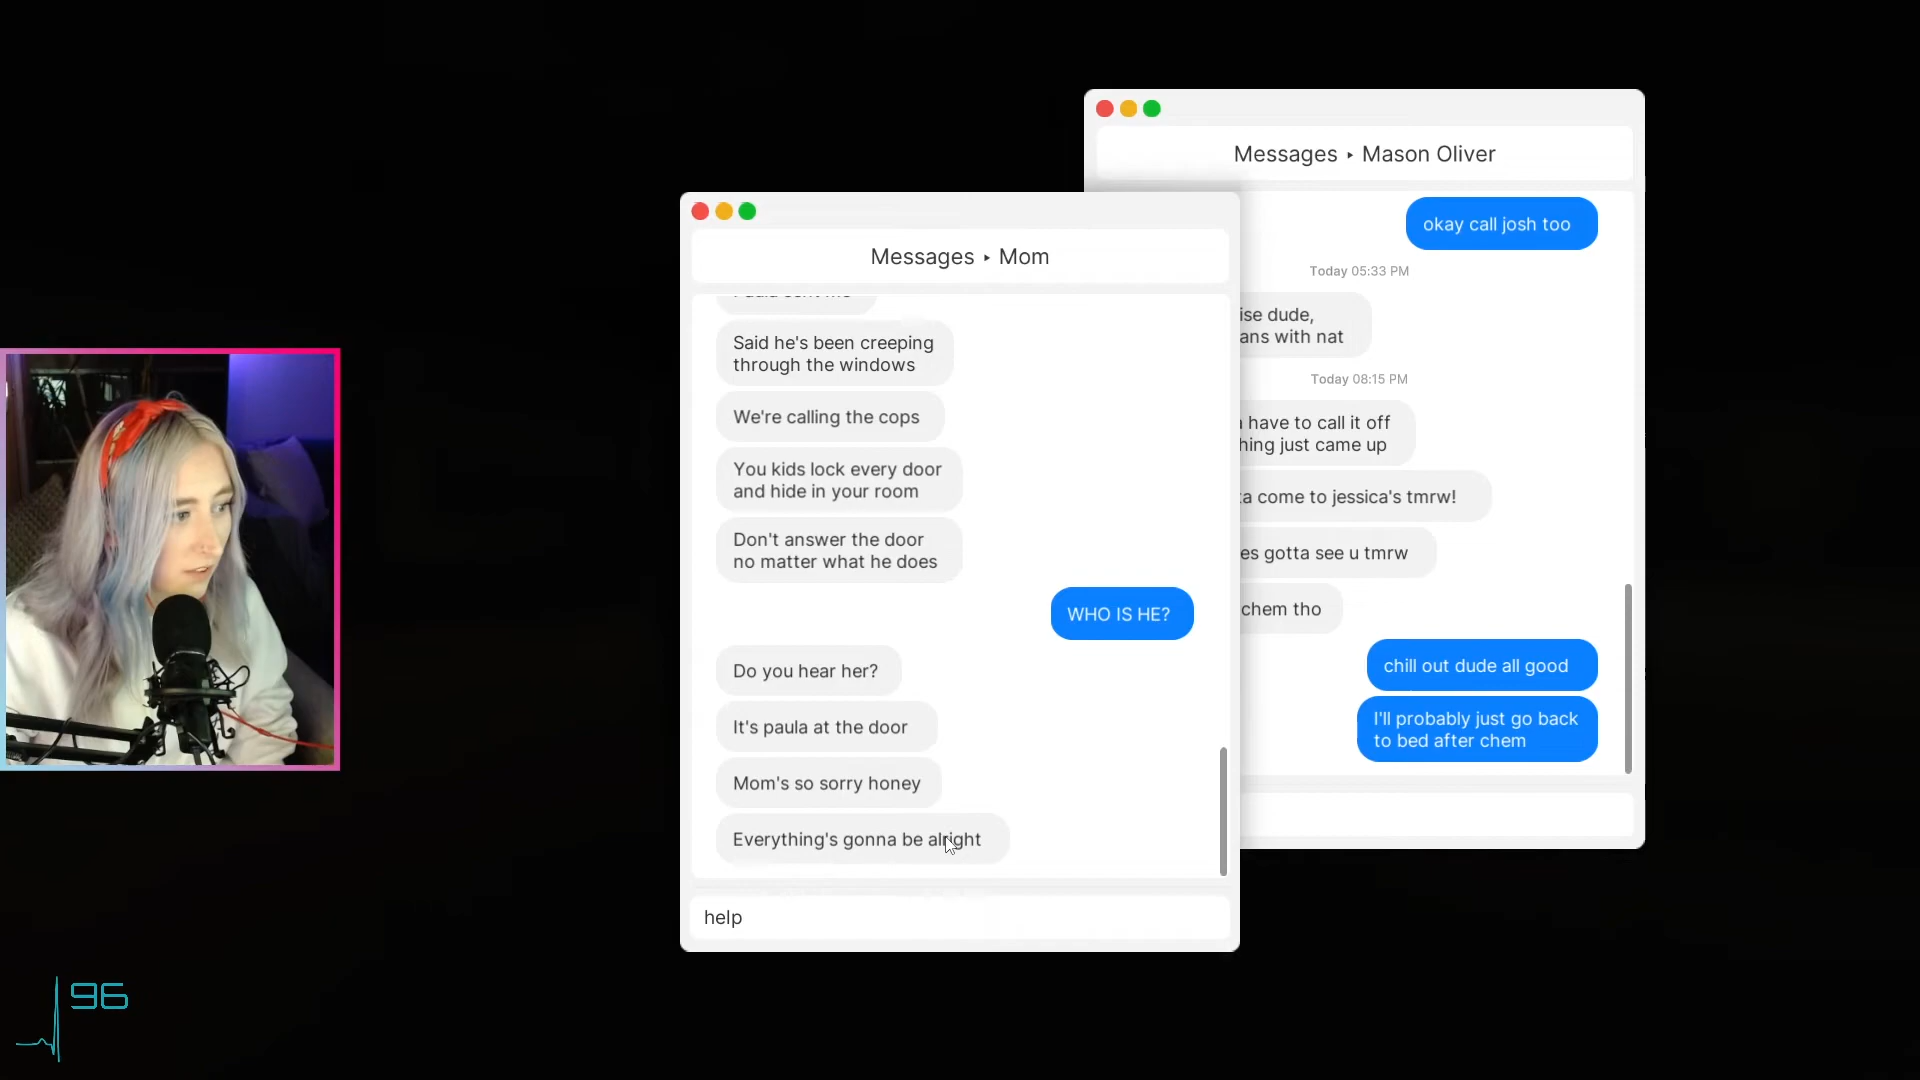 Messages ▸ Mason Oliver
okay call josh too
Today 05:33 PM
ise dude,
ans with nat
Today 08:15 PM
have to call it off
hing just came up
a come to jessica's tmrw!
es gotta see u tmrw
chem tho
chill out dude all good
I'll probably just go back
to bed after chem
Messages ▸ Mom
Said he's been creeping
through the windows
We're calling the cops
You kids lock every door
and hide in your room
Don't answer the door
no matter what he does
WHO IS HE?
Do you hear her?
It's paula at the door
Mom's so sorry honey
Everything's gonna be alright
help
96